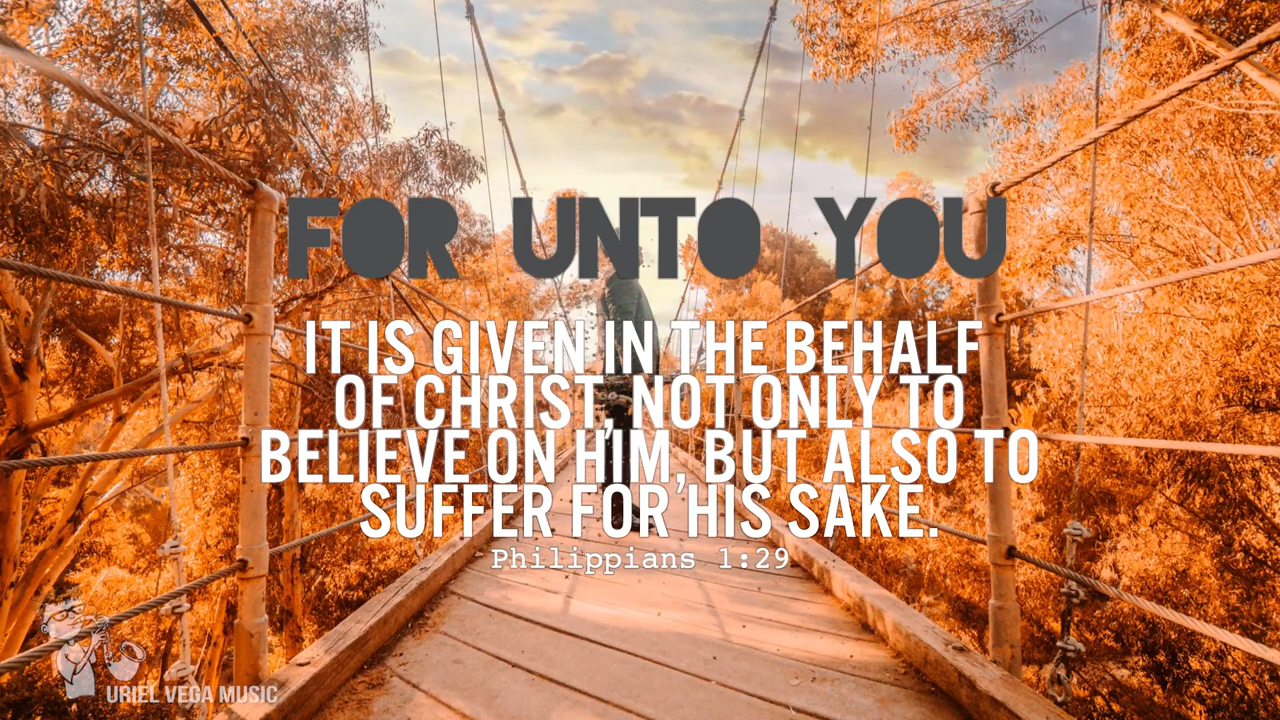 FOR UNTO YOU
IT IS GIVEN IN THE BEHALF
OF CHRIST, NOT ONLY TO
BELIEVE ON HIM, BUT ALSO TO
SUFFER FOR HIS SAKE.
Philippians 1:29
URIEL VEGA MUSIC